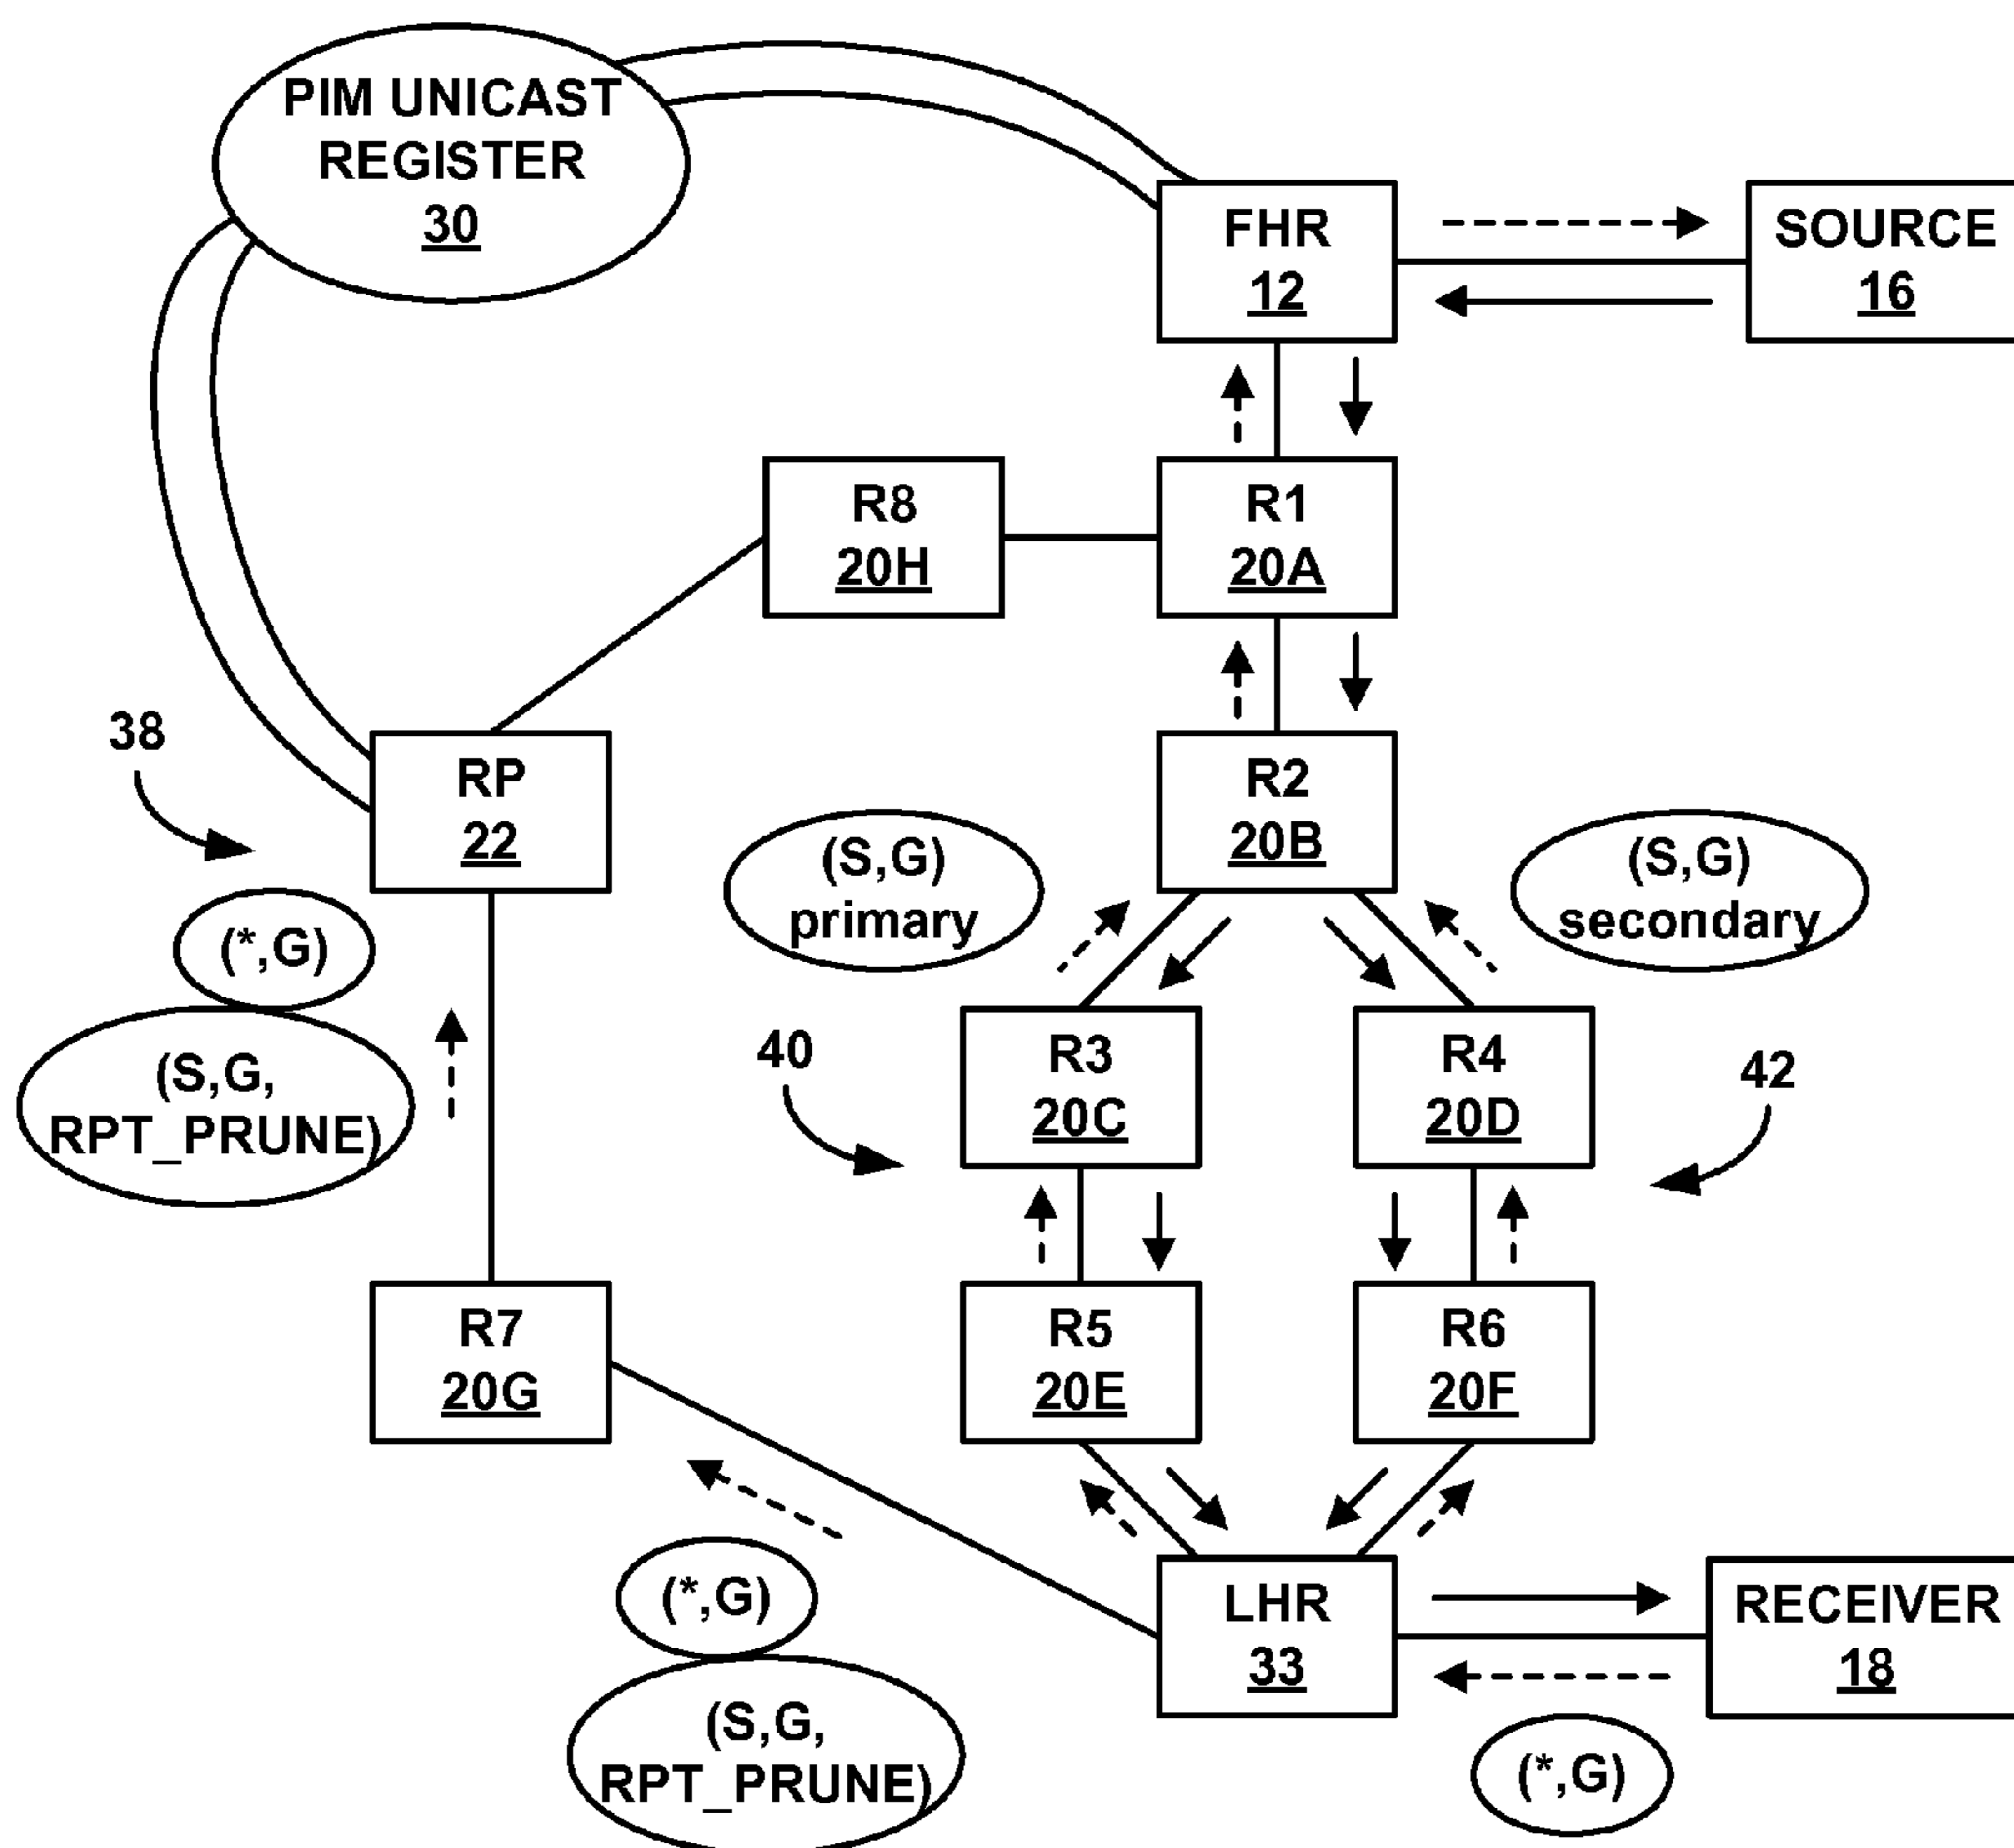 PIM UNICAST
REGISTER
30
FHR
12
SOURCE
16
R8
20H
R1
20A
38
RP
22
R2
20B
(S,G)
primary
(S,G)
secondary
(*,G)
(S,G,
RPT_PRUNE)
40
R3
20C
R4
20D
42
R7
20G
R5
20E
R6
20F
(*,G)
(S,G,
RPT_PRUNE)
LHR
33
RECEIVER
18
(*,G)